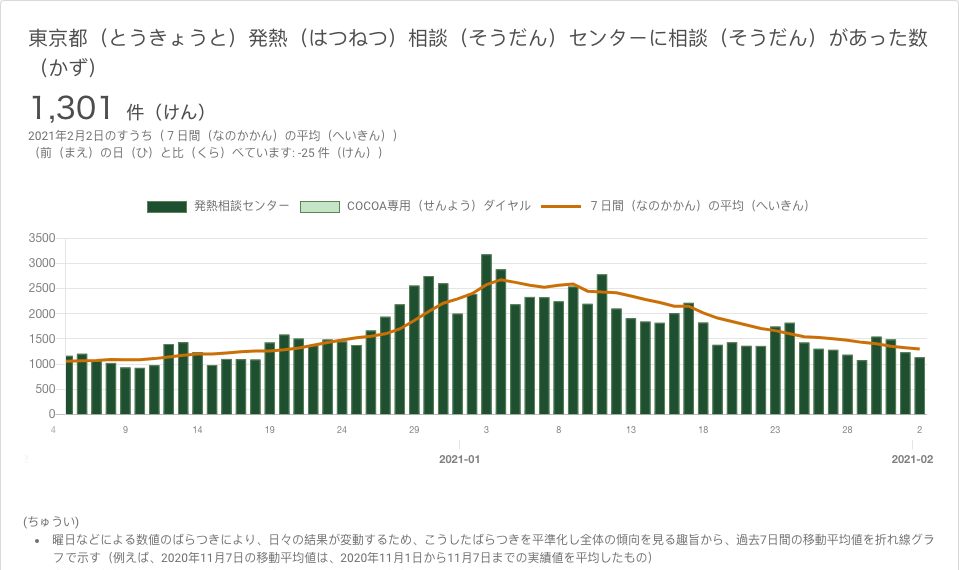 東京都（とうきょうと）発熱（はつねつ）相談（そうだん）センターに相談（そうだん）があった数
（かず）
1,301 件（けん）
2021年2月2日のすうち（７日間（なのかかん）の平均（へいきん））
（前（まえ）の日（ひ）と比（くら）べています: -25 件（けん））
発熱相談センター COCOA専用（せんよう）ダイヤル ７日間（なのかかん）の平均（へいきん）
3500
3000
2500
2000
1500
1000
500
0
4 9 14 19 24 29 3 8 13 18 23 28 2
2021-01 2021-02
(ちゅうい)
• 曜日などによる数値のばらつきにより、日々の結果が変動するため、こうしたばらつきを平準化し全体の傾向を見る趣旨から、過去7日間の移動平均値を折れ線グラ
フで示す（例えば、2020年11月7日の移動平均値は、2020年11月1日から11月7日までの実績値を平均したもの）